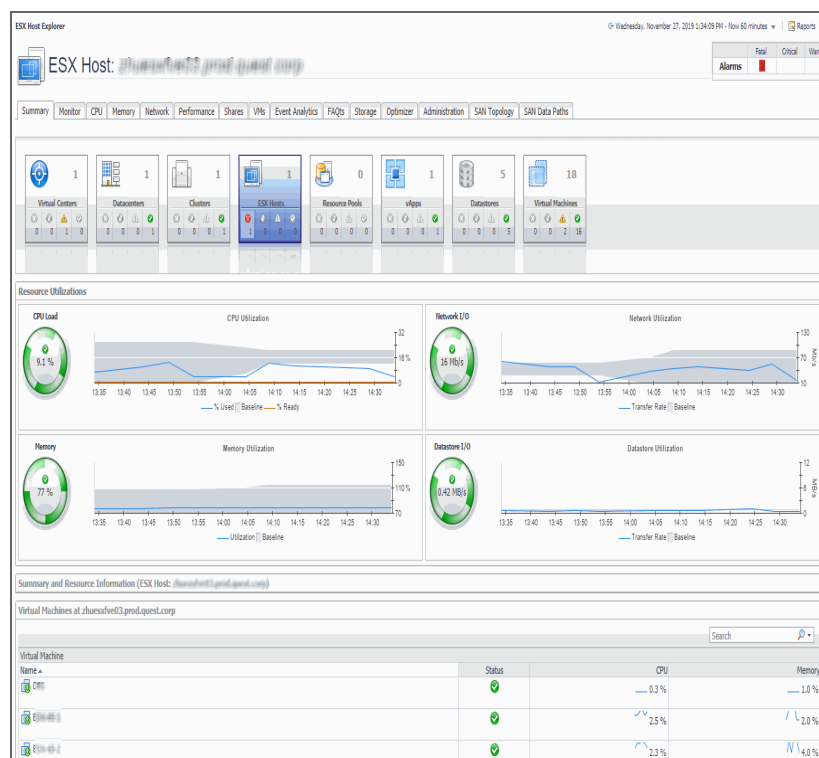 ESX Host Explorer
Wednesday, November 27, 2019 1:34:09 PM - Now 60 minutes Reports
ESX Host:
Fatal Critical War
Alarms
Summary Monitor CPU Memory Network Performance Shares VMs Event Analytics FAQts Storage Optimizer Administration SAN Topology SAN Data Paths
1 1 1 1 0 1 5 18
Virtual Centers Datacenters Clusters ESX Hosts Resource Pools vApps Datastores Virtual Machines
0 0 1 0 0 0 0 1 0 0 0 1 1 0 0 0 0 0 0 0 0 0 0 1 0 0 0 5 0 0 2 16
Resource Utilizations
CPU Load
CPU Utilization
9.1 %
32
16 %
0
13:35 13:40 13:45 13:50 13:55 14:00 14:05 14:10 14:15 14:20 14:25 14:30
% Used Baseline % Ready
Network I/O
Network Utilization
16 Mb/s
130
70
10
Mb/s
13:35 13:40 13:45 13:50 13:55 14:00 14:05 14:10 14:15 14:20 14:25 14:30
Transfer Rate Baseline
Memory
Memory Utilization
77 %
150
110 %
70
13:35 13:40 13:45 13:50 13:55 14:00 14:05 14:10 14:15 14:20 14:25 14:30
Utilization Baseline
Datastore I/O
Datastore Utilization
0.42 MB/s
12
6
0
MB/s
13:35 13:40 13:45 13:50 13:55 14:00 14:05 14:10 14:15 14:20 14:25 14:30
Transfer Rate Baseline
Summary and Resource Information (ESX Host:
Virtual Machines at zhuesxfve03.prod.quest.corp
Search
Virtual Machine
Name Status CPU Memory
0.3 % 1.0 %
2.5 % 2.0 %
2.3 % 4.0 %